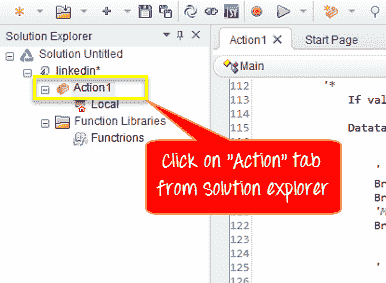 Solution Explorer
Solution Untitled
linkedin*
Action1
Local
Function Libraries
Functions
Action1
Start Page
Main
112
'*
113
If val
114
115
Datata
116
117
118
'
119
Br
120
Br
121
'M
122
Br
123
124
125
'
126
Click on "Action" tab
from solution explorer